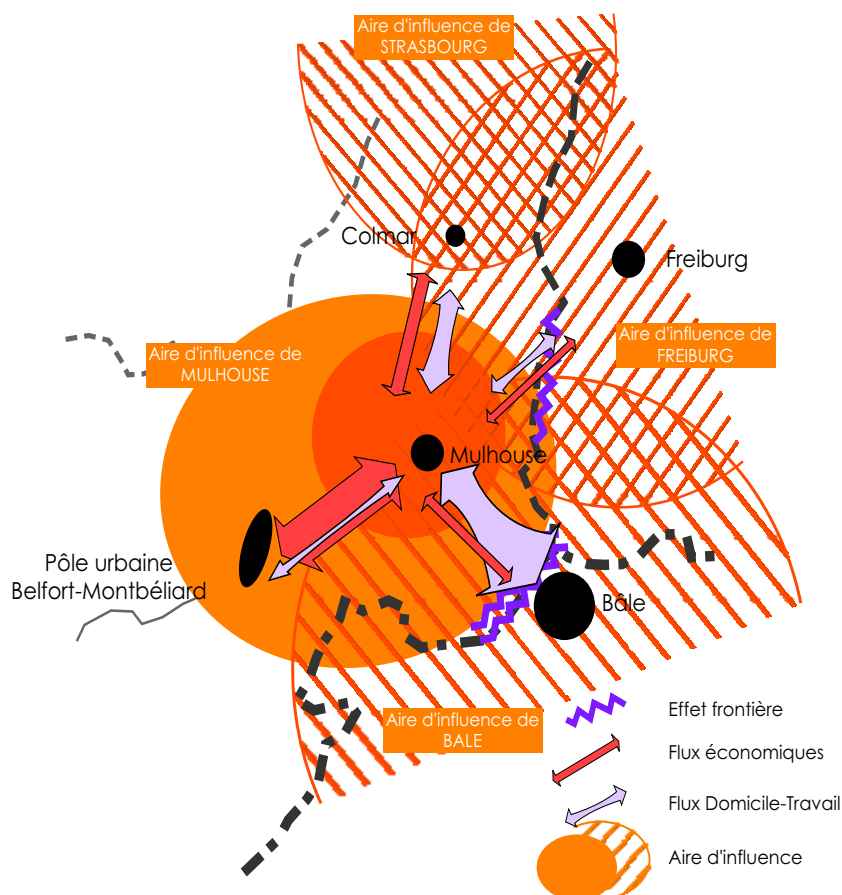 Aire d'influence de
STRASBOURG
Colmar
Freiburg
Aire d'influence de
MULHOUSE
Aire d'influence de
FREIBURG
Mulhouse
Pôle urbaine
Belfort-Montbéliard
Bâle
Aire d'influence de
BALE
Effet frontière
Flux économiques
Flux Domicile-Travail
Aire d'influence